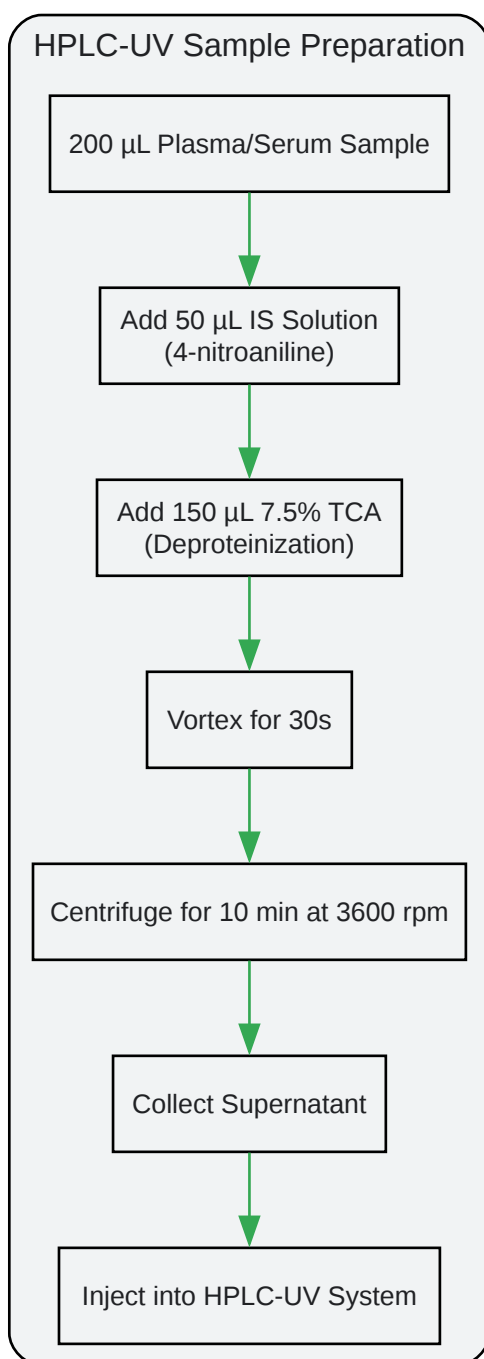 HPLC-UV Sample Preparation
200 µL Plasma/Serum Sample
Add 50 µL IS Solution
(4-nitroaniline)
Add 150 µL 7.5% TCA
(Deproteinization)
Vortex for 30s
Centrifuge for 10 min at 3600 rpm
Collect Supernatant
Inject into HPLC-UV System